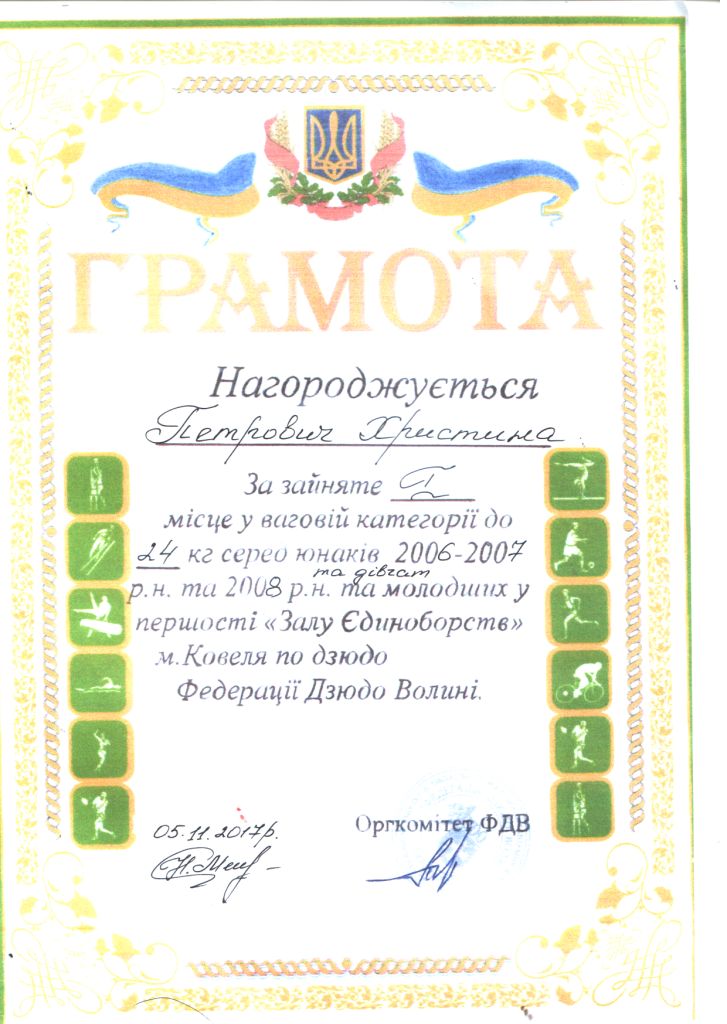 ГРАМОТА
Нагороджується
Петрович Христина
За зайняте I
місце у ваговій категорії до
24 кг серед юнаків 2006-2007
та дівчат
р.н. та 2008 р.н. та молодших у
першості «Залу Єдиноборств»
м.Ковеля по дзюдо
Федерації Дзюдо Волині.
05.11.2017р.
Оргкомітет ФДВ